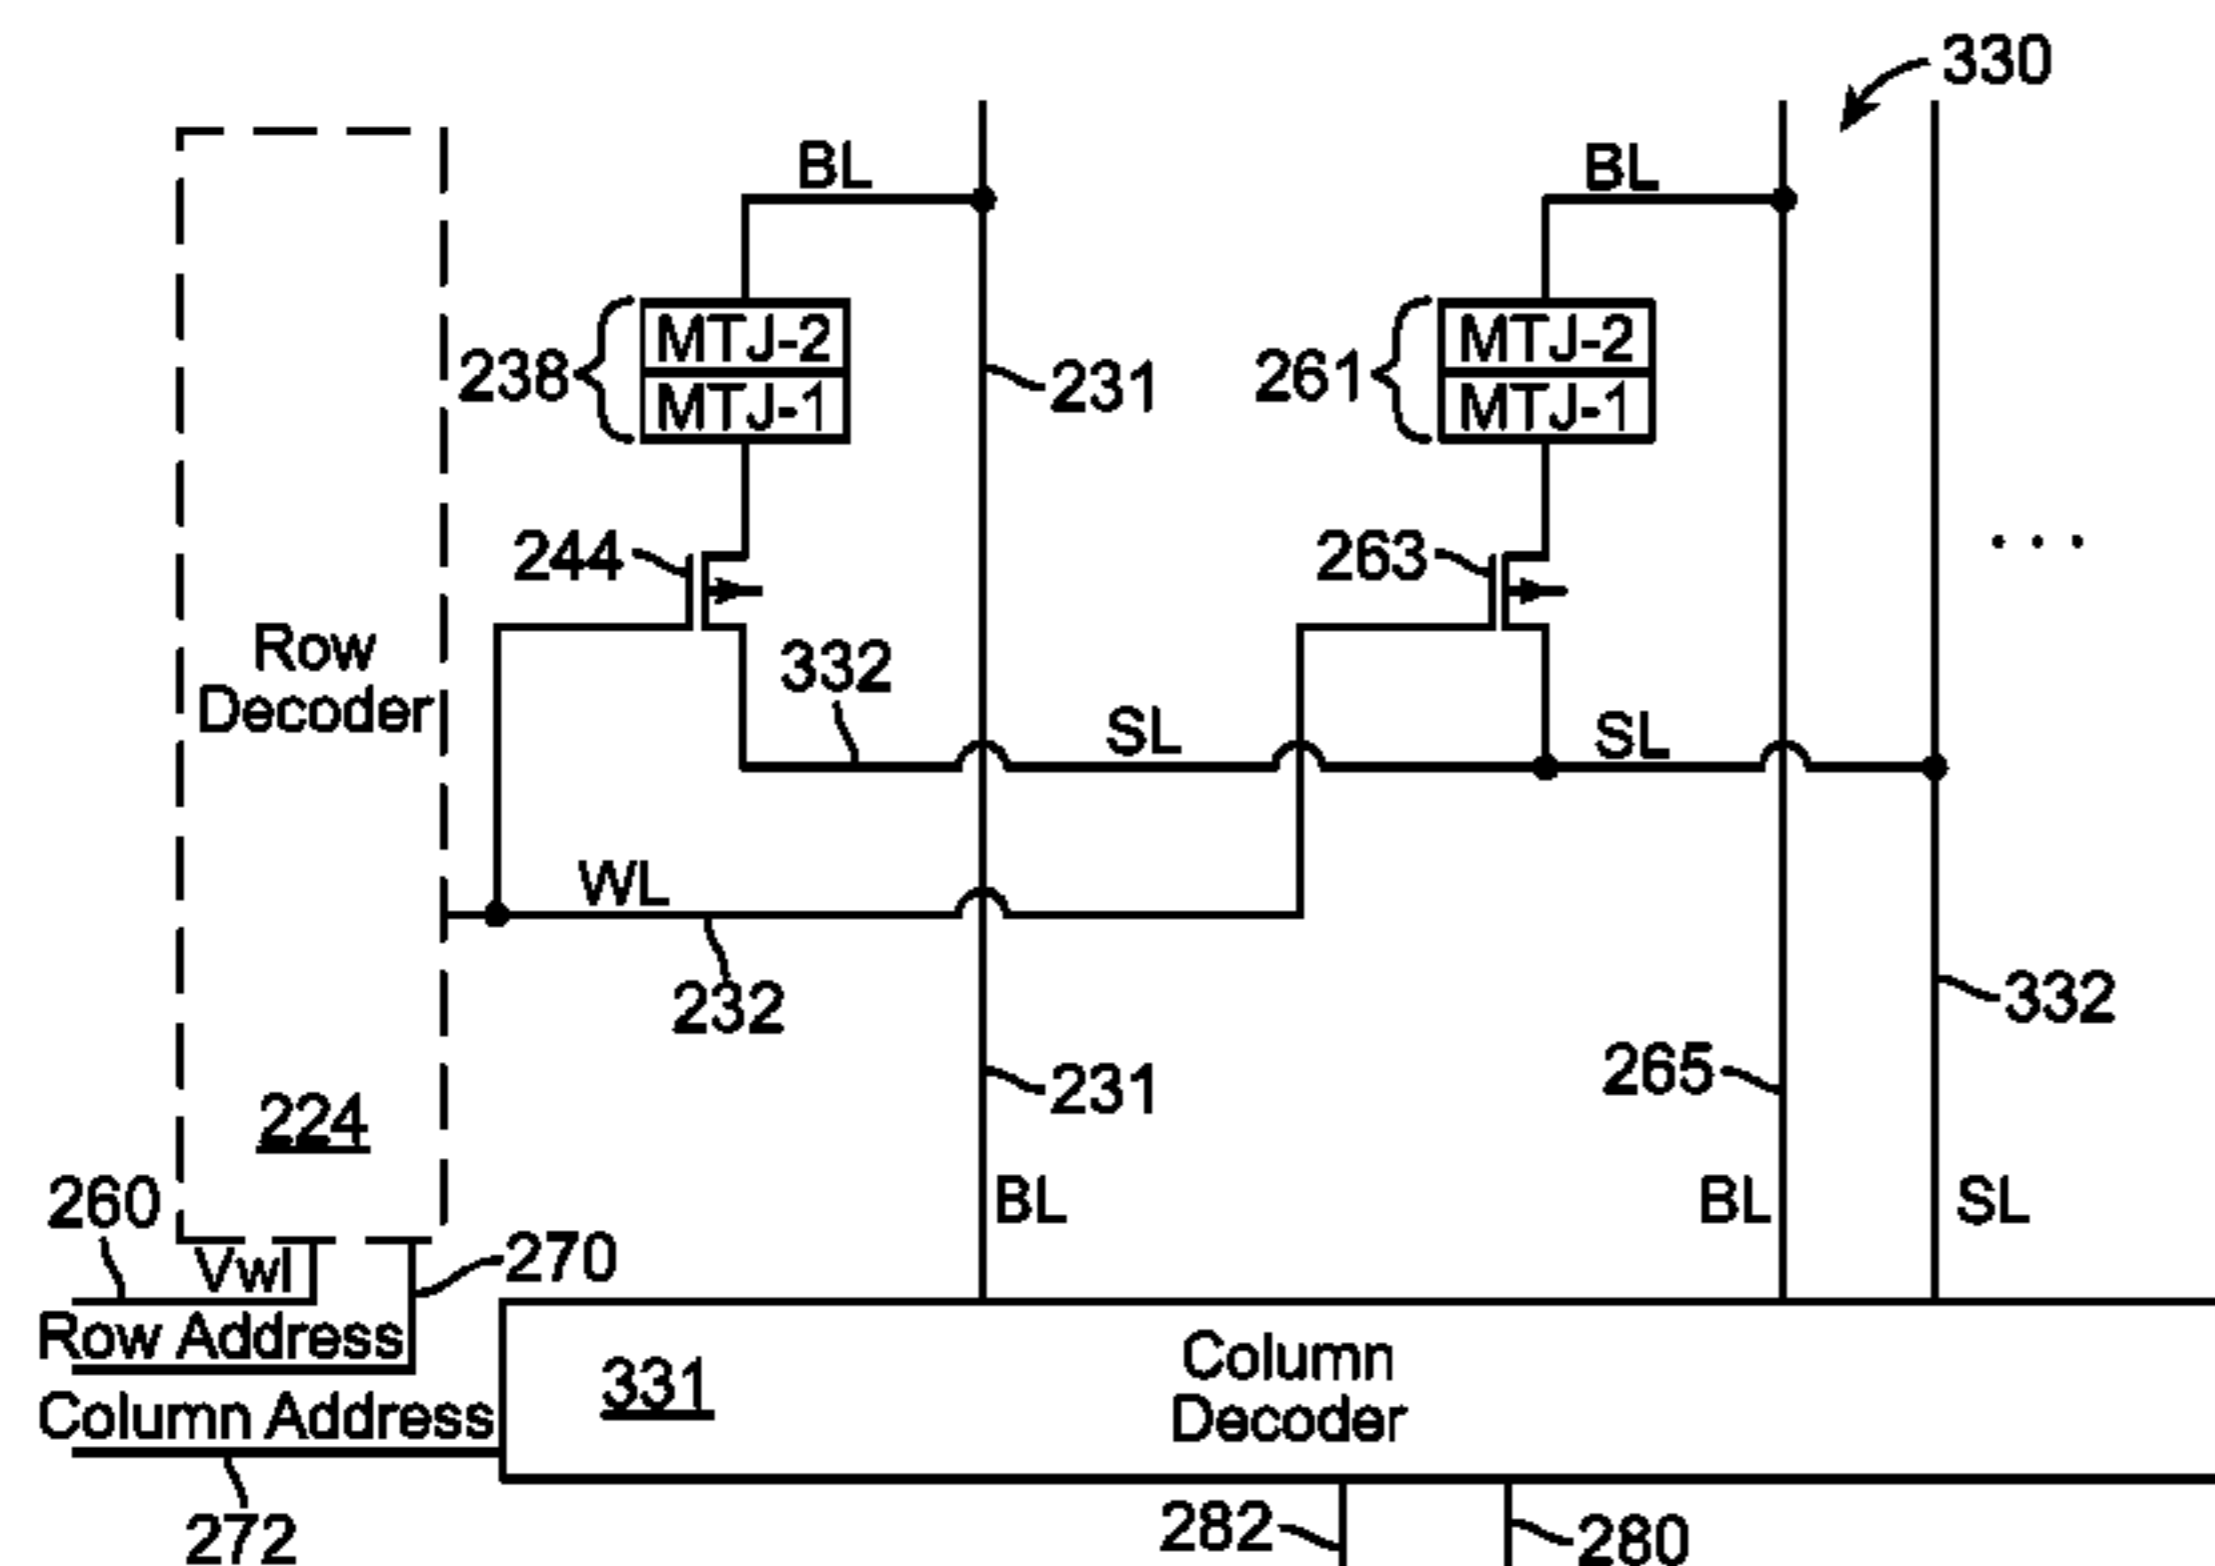 330
BL
BL
MTJ-2
MTJ-1
238
231
MTJ-2
MTJ-1
261
244
263
...
Row
Decoder
332
SL
SL
WL
232
332
231
265
224
BL
BL
SL
260
Vwl
270
Row Address
Column Address
272
331
Column
Decoder
282
280